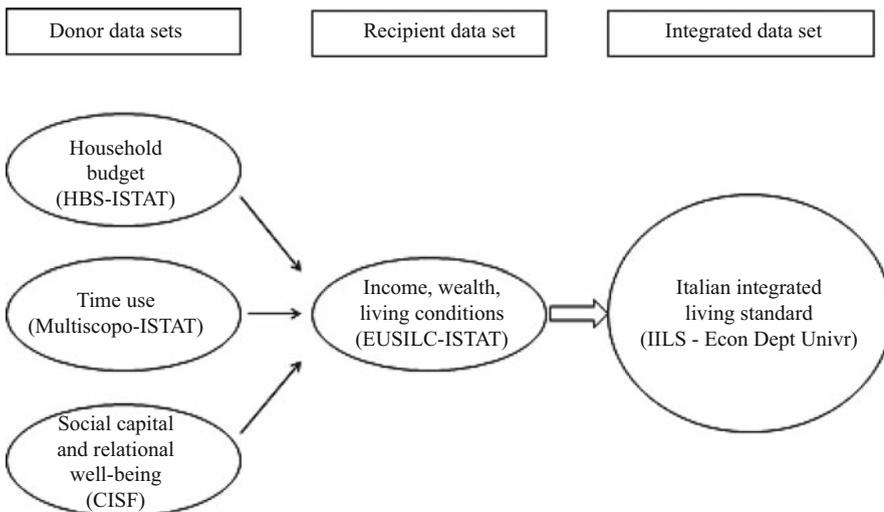 Donor data sets
Recipient data set
Integrated data set
Household
budget
(HBS-ISTAT)
Time use
(Multiscopo-ISTAT)
Social capital
and relational
well-being
(CISF)
Income, wealth,
living conditions
(EUSILC-ISTAT)
Italian integrated
living standard
(IILS - Econ Dept Univr)